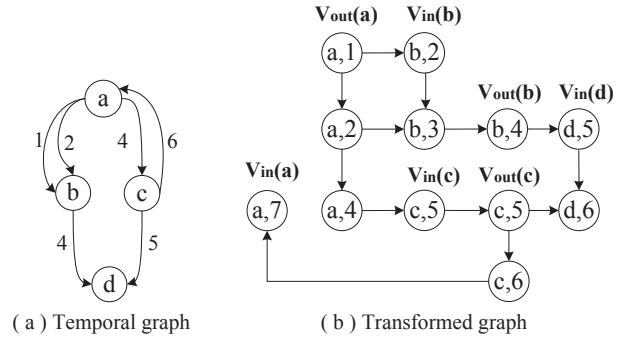 Vout(a) Vin(b)
a,1 b,2
a
Vout(b) Vin(d)
1 2 4 6
a,2 b,3 b,4 d,5
Vin(a) Vin(c) Vout(c)
b c
a,7 a,4 c,5 c,5 d,6
4 5
d
c,6
( a ) Temporal graph
( b ) Transformed graph